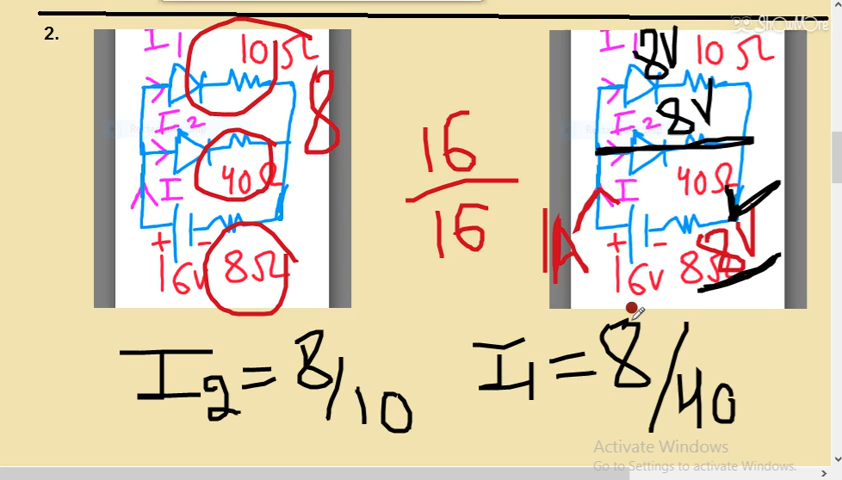 ShowMore
2.
I1 10Ω
8
I2
40Ω
I
+ -
16v 8Ω
16
16
I1 8V 10Ω
I2 8V
40Ω
I
1A
+ - 8V
16v 8Ω
I2 = 8/10
I1 = 8/40
Activate Windows
Go to Settings to activate Windows.